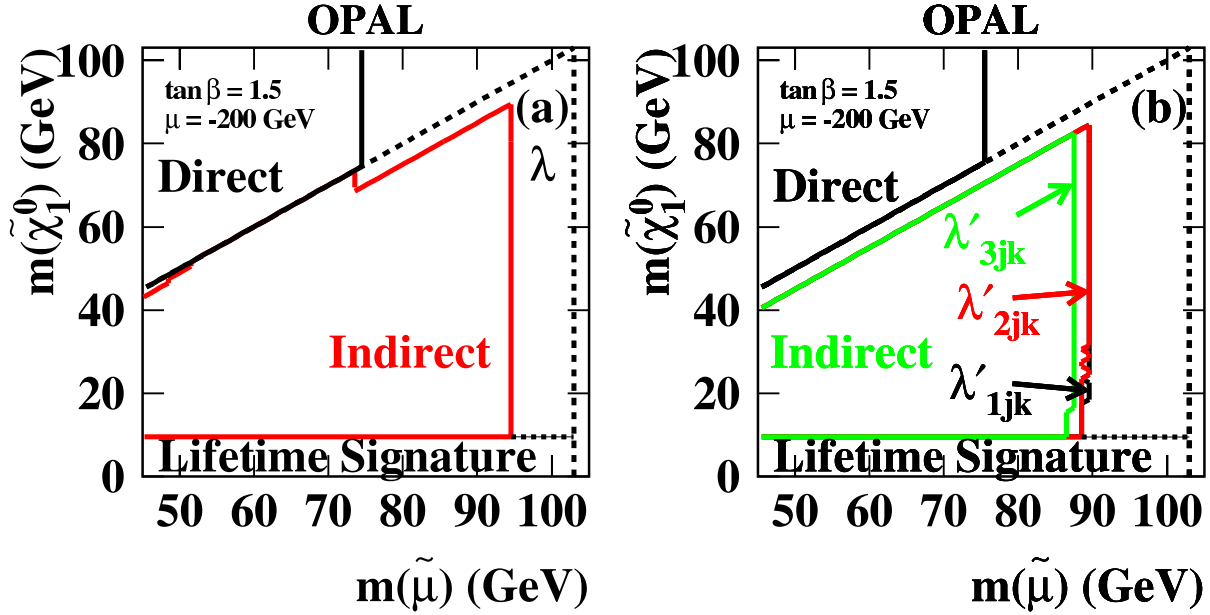 OPAL
m(χ̃₁⁰) (GeV)
100
80
60
40
20
0
tan β = 1.5
μ = -200 GeV
(a)
λ
Direct
Indirect
Lifetime Signature
50 60 70 80 90 100
m(μ̃) (GeV)
OPAL
m(χ̃₁⁰) (GeV)
100
80
60
40
20
0
tan β = 1.5
μ = -200 GeV
(b)
Direct
λ′3jk
λ′2jk
Indirect
λ′1jk
Lifetime Signature
50 60 70 80 90 100
m(μ̃) (GeV)